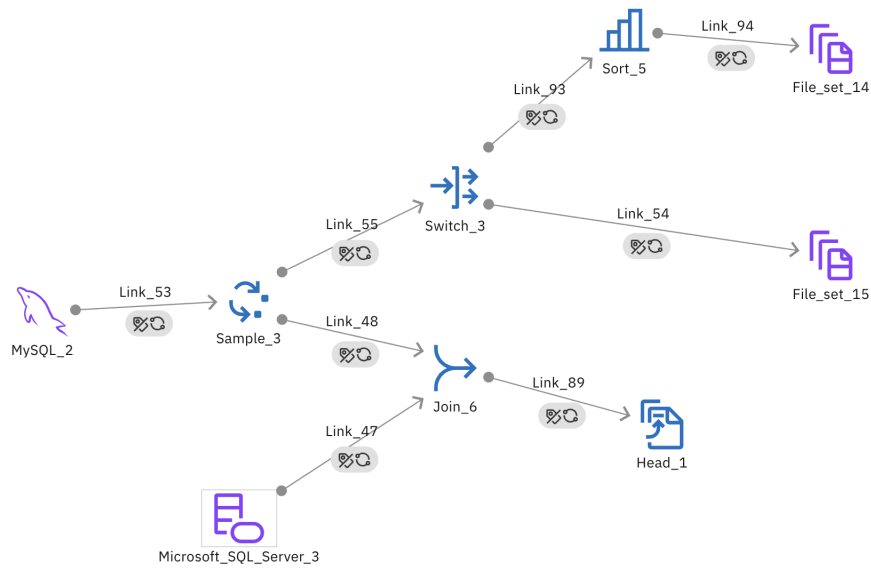 Link_94
Sort_5
File_set_14
Link_93
Switch_3
Link_54
Link_55
File_set_15
Link_53
Sample_3
MySQL_2
Link_48
Join_6
Link_89
Link_47
Head_1
Microsoft_SQL_Server_3